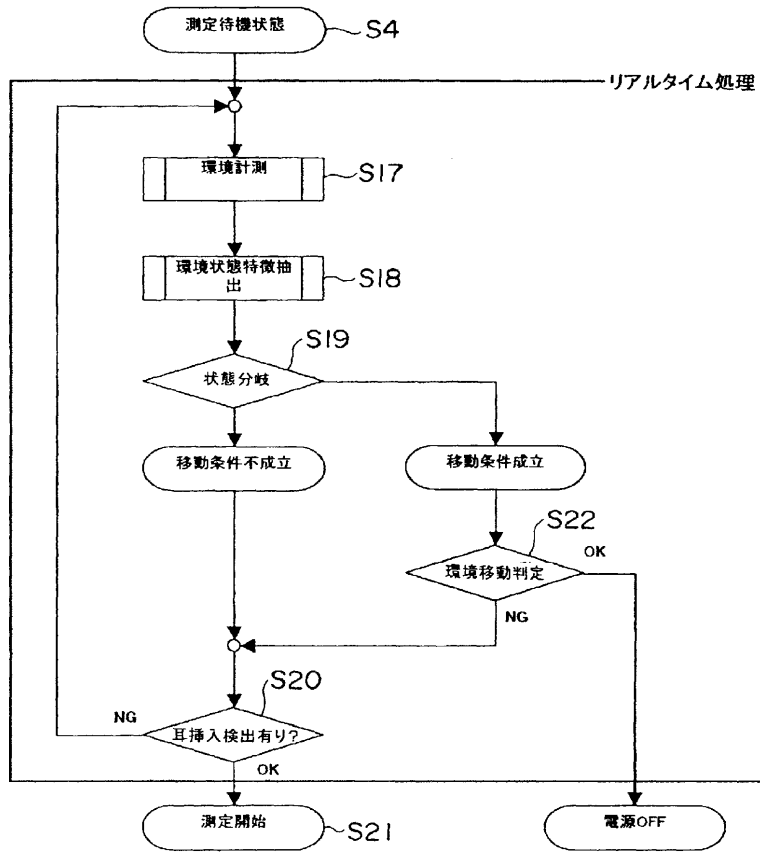 測定待機状態
S4
リアルタイム処理
環境計測
S17
環境状態特徴抽
出
S18
S19
状態分岐
移動条件不成立
移動条件成立
S22
OK
環境移動判定
NG
S20
NG
耳挿入検出有り?
OK
測定開始
S21
電源OFF